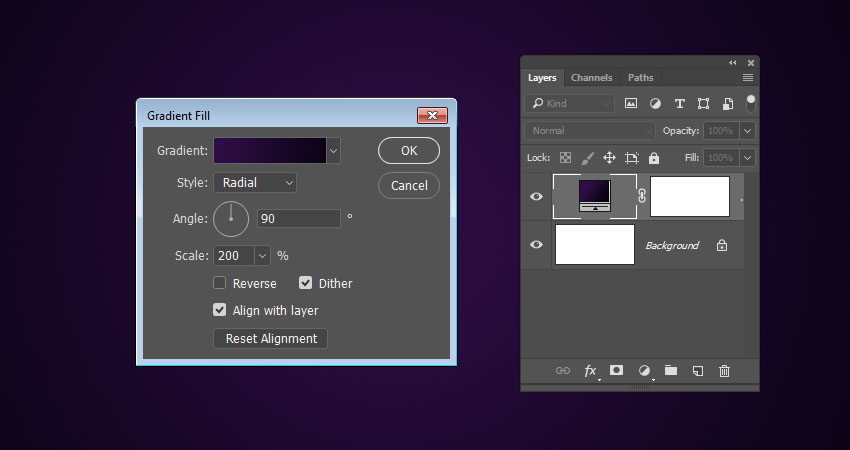 Gradient Fill
Gradient:
OK
Style: Radial
Cancel
Angle: 90 °
Scale: 200 %
Reverse Dither
Align with layer
Reset Alignment
Layers Channels Paths
Kind
Normal Opacity: 100%
Lock: Fill: 100%
Background
fx